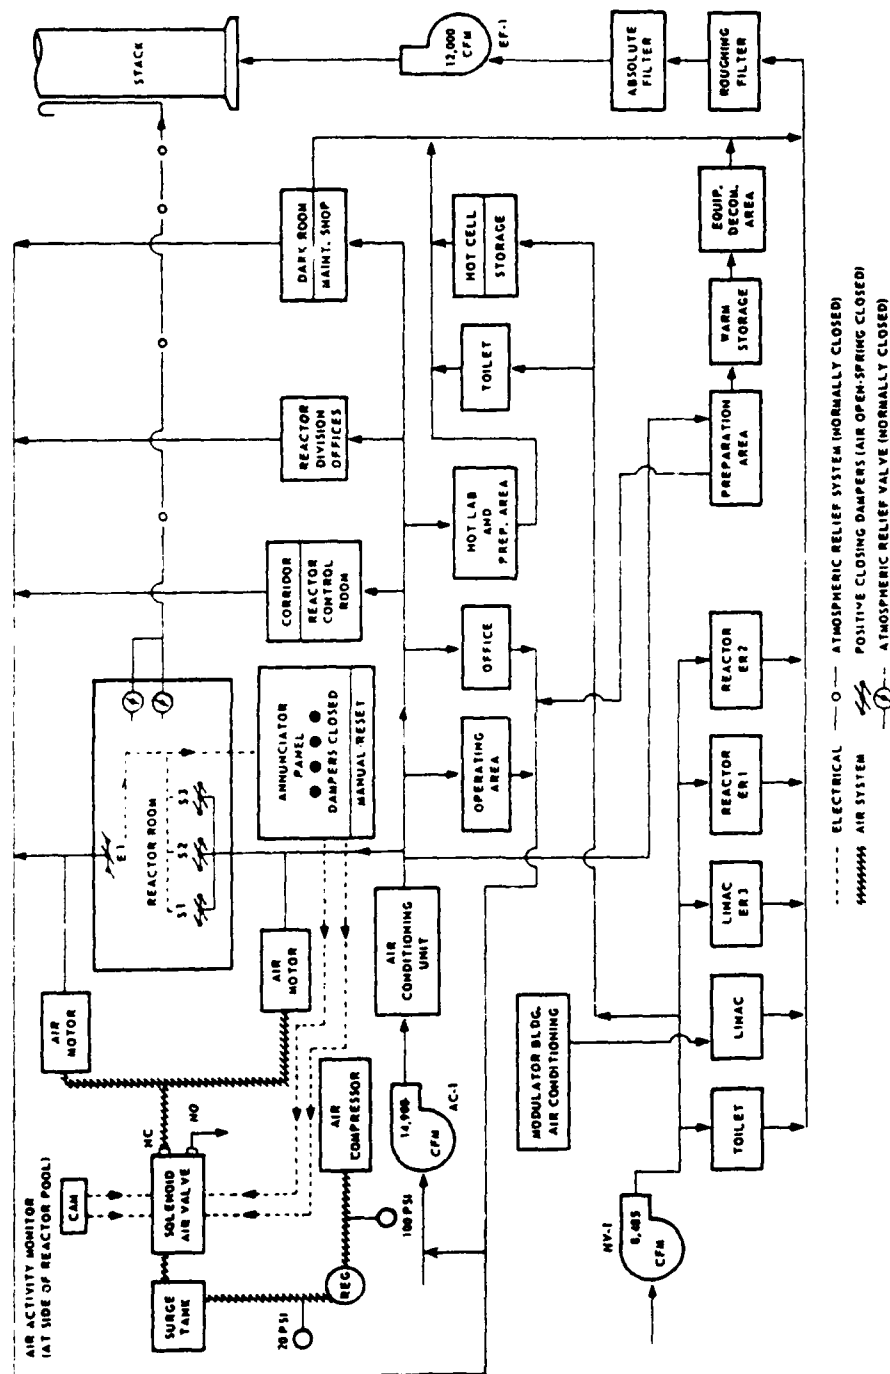 AIR ACTIVITY MONITOR
(AT SIDE OF REACTOR POOL)
CAM
SURGE
TANK
SOLENOID
AIR VALVE
NC
NO
20 PSI
REG
100 PSI
AIR
COMPRESSOR
AIR
MOTOR
AIR
MOTOR
E1
REACTOR ROOM
S1
S2
S3
ANNUNCIATOR
PANEL
DAMPERS CLOSED
MANUAL RESET
CORRIDOR
REACTOR
CONTROL
ROOM
REACTOR
DIVISION
OFFICES
DARK ROOM
MAINT. SHOP
STACK
12,000
CFM
EF-1
ABSOLUTE
FILTER
ROUGHING
FILTER
14,900
CFM
AC-1
AIR
CONDITIONING
UNIT
OPERATING
AREA
OFFICE
HOT LAB
AND
PREP. AREA
TOILET
HOT CELL
STORAGE
MODULATOR BLDG.
AIR CONDITIONING
PREPARATION
AREA
WARM
STORAGE
EQUIP.
DECON.
AREA
HV-1
CFM
TOILET
LINAC
LINAC
ER3
REACTOR
ER1
REACTOR
ER2
ELECTRICAL
ATMOSPHERIC RELIEF SYSTEM (NORMALLY CLOSED)
AIR SYSTEM
POSITIVE CLOSING DAMPERS (AIR OPEN-SPRING CLOSED)
ATMOSPHERIC RELIEF VALVE (NORMALLY CLOSED)